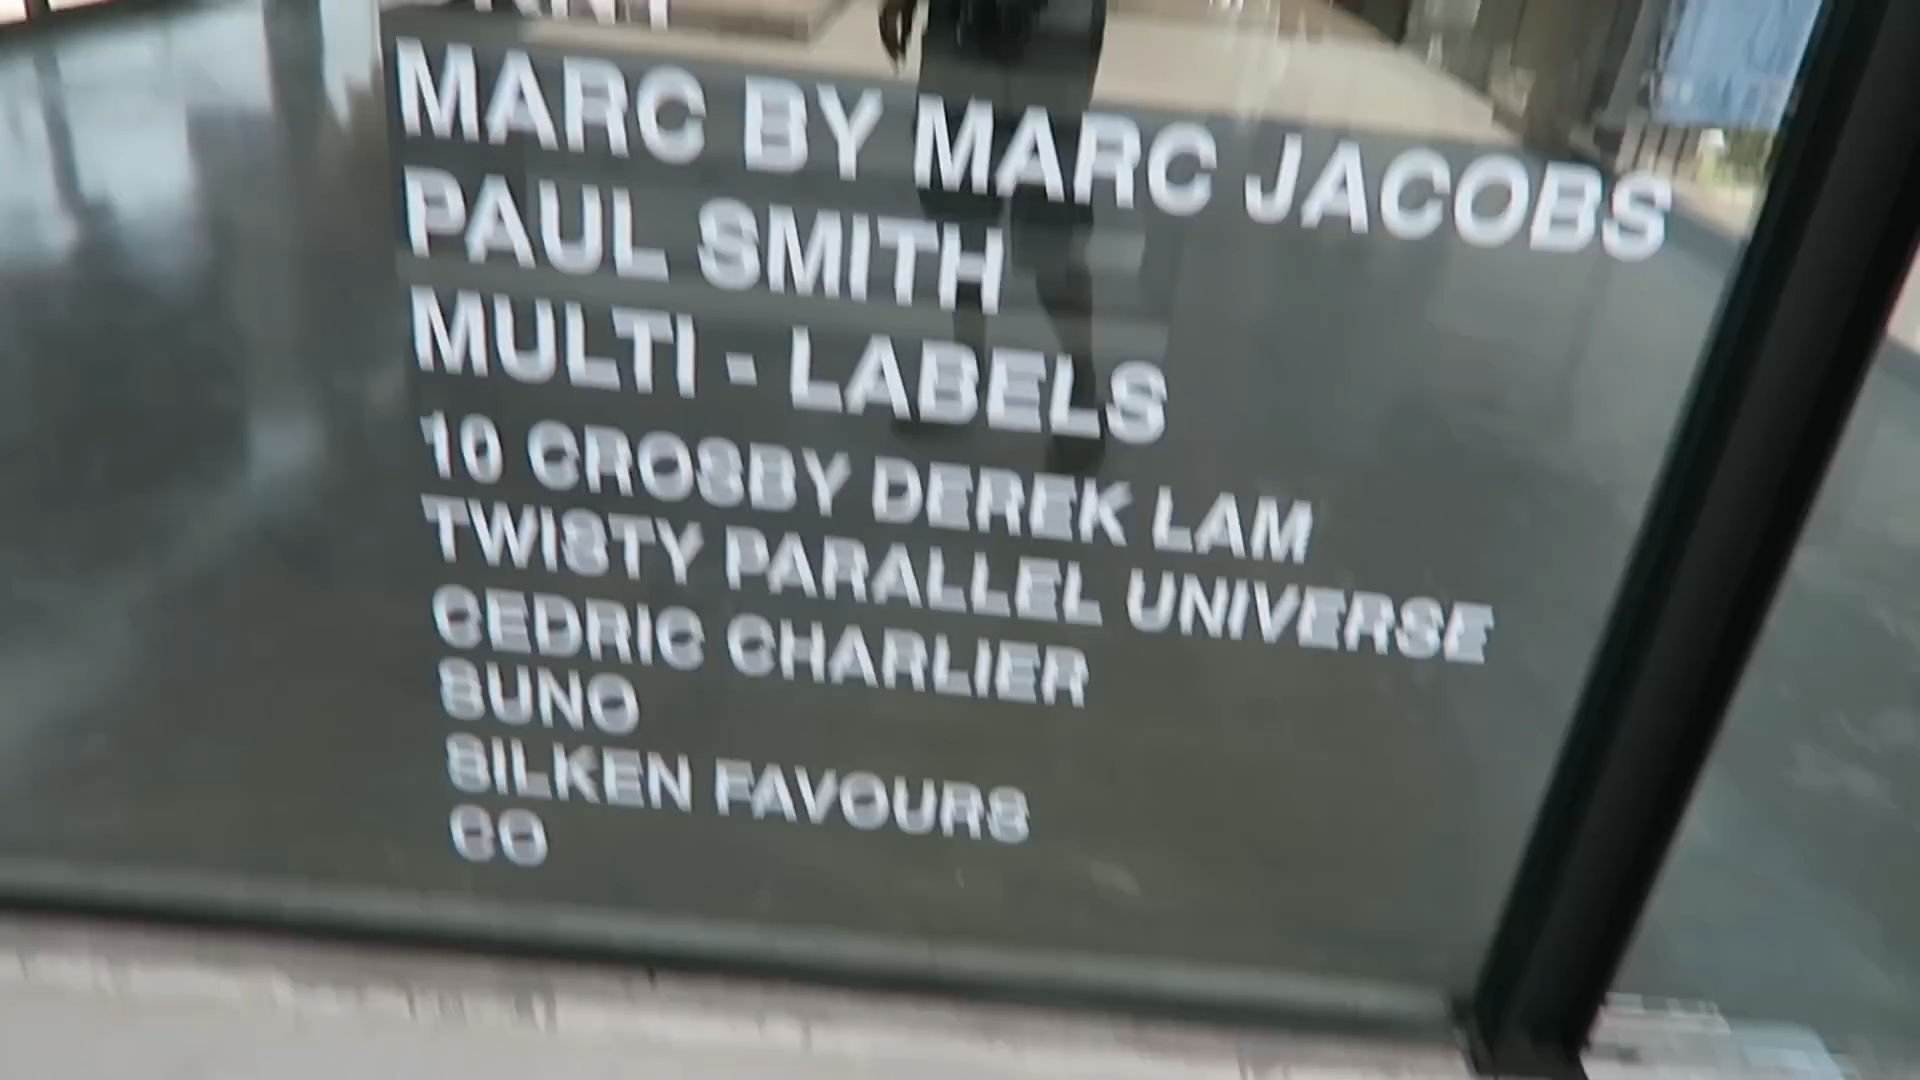 MARC BY MARC JACOBS
PAUL SMITH
MULTI - LABELS
10 CROSBY DEREK LAM
TWISTY PARALLEL UNIVERSE
CEDRIC CHARLIER
SUNO
SILKEN FAVOURS
CO